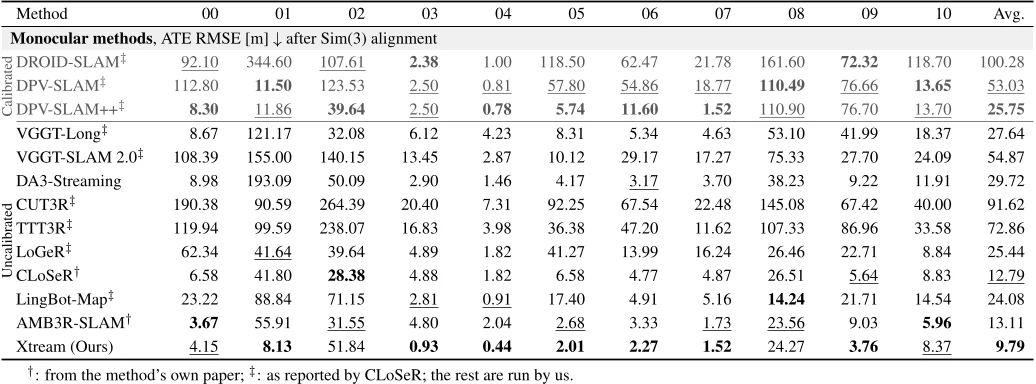 Method 00 01 02 03 04 05 06 07 08 09 10 Avg.
Monocular methods, ATE RMSE [m] ↓ after Sim(3) alignment
Calibrated
DROID-SLAM‡ 92.10 344.60 107.61 2.38 1.00 118.50 62.47 21.78 161.60 72.32 118.70 100.28
DPV-SLAM‡ 112.80 11.50 123.53 2.50 0.81 57.80 54.86 18.77 110.49 76.66 13.65 53.03
DPV-SLAM++‡ 8.30 11.86 39.64 2.50 0.78 5.74 11.60 1.52 110.90 76.70 13.70 25.75
Uncalibrated
VGGT-Long‡ 8.67 121.17 32.08 6.12 4.23 8.31 5.34 4.63 53.10 41.99 18.37 27.64
VGGT-SLAM 2.0‡ 108.39 155.00 140.15 13.45 2.87 10.12 29.17 17.27 75.33 27.70 24.09 54.87
DA3-Streaming 8.98 193.09 50.09 2.90 1.46 4.17 3.17 3.70 38.23 9.22 11.91 29.72
CUT3R‡ 190.38 90.59 264.39 20.40 7.31 92.25 67.54 22.48 145.08 67.42 40.00 91.62
TTT3R‡ 119.94 99.59 238.07 16.83 3.98 36.38 47.20 11.62 107.33 86.96 33.58 72.86
LoGeR‡ 62.34 41.64 39.64 4.89 1.82 41.27 13.99 16.24 26.46 22.71 8.84 25.44
CLoSeR† 6.58 41.80 28.38 4.88 1.82 6.58 4.77 4.87 26.51 5.64 8.83 12.79
LingBot-Map‡ 23.22 88.84 71.15 2.81 0.91 17.40 4.91 5.16 14.24 21.71 14.54 24.08
AMB3R-SLAM† 3.67 55.91 31.55 4.80 2.04 2.68 3.33 1.73 23.56 9.03 5.96 13.11
Xtream (Ours) 4.15 8.13 51.84 0.93 0.44 2.01 2.27 1.52 24.27 3.76 8.37 9.79
†: from the method's own paper; ‡: as reported by CLoSeR; the rest are run by us.